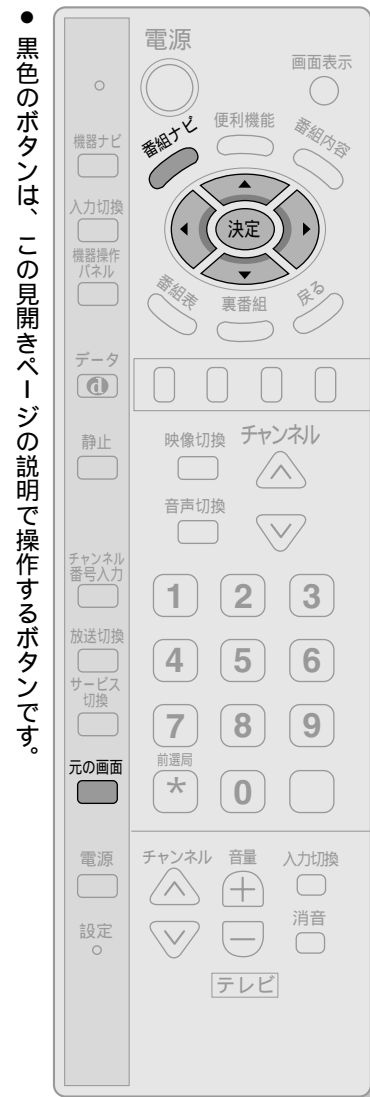 ● 黒色のボタンは、この見開きページの説明で操作するボタンです。
電源
画面表示
機器ナビ
番組ナビ
便利機能
番組内容
入力切換
決定
機器操作
パネル
番組表
裏番組
戻る
データ
d
静止
映像切換
チャンネル
音声切換
チャンネル
番号入力
1 2 3
放送切換
4 5 6
サービス
切換
7 8 9
元の画面
前選局
* 0
電源
チャンネル
音量
入力切換
+
設定
消音
−
テレビ